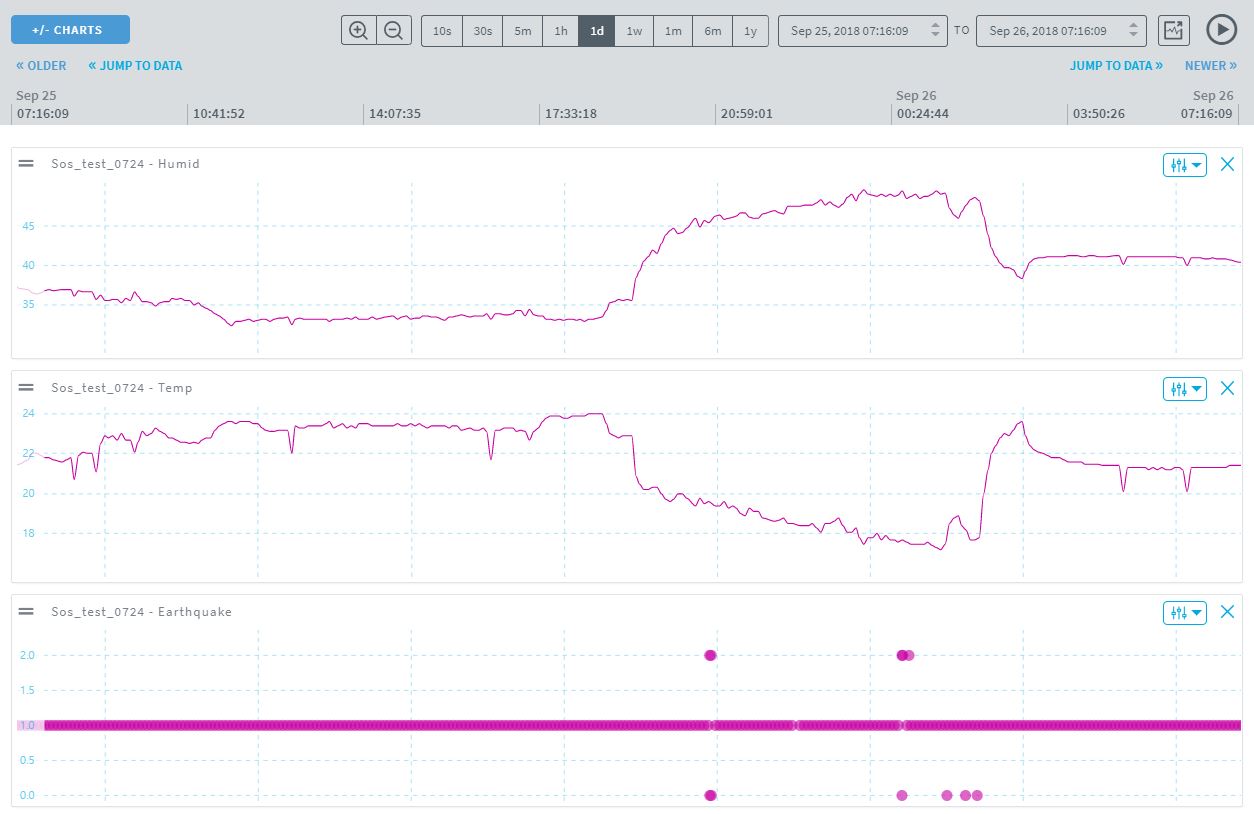 +/- CHARTS
10s 30s 5m 1h 1d 1w 1m 6m 1y Sep 25, 2018 07:16:09 TO Sep 26, 2018 07:16:09
« OLDER « JUMP TO DATA JUMP TO DATA » NEWER »
Sep 25 Sep 26 Sep 26
07:16:09 10:41:52 14:07:35 17:33:18 20:59:01 00:24:44 03:50:26 07:16:09
Sos_test_0724 - Humid
45
40
35
Sos_test_0724 - Temp
24
22
20
18
Sos_test_0724 - Earthquake
2.0
1.5
1.0
0.5
0.0